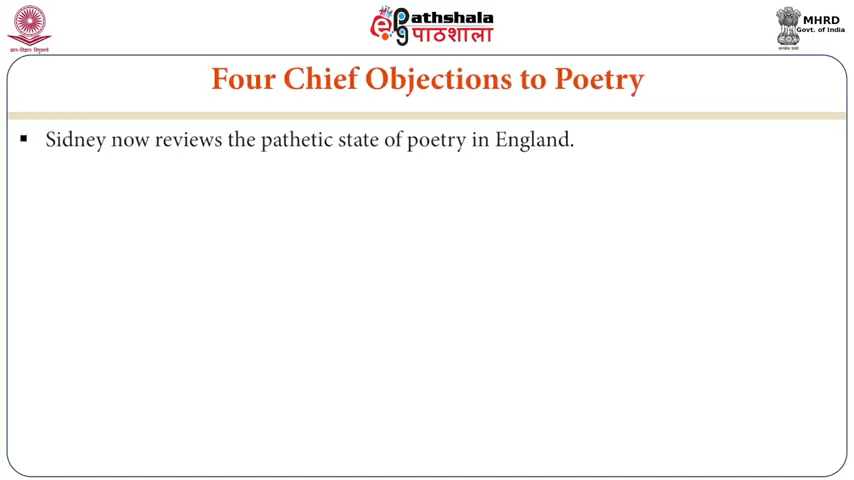 ePathshala
पाठशाला
MHRD
Govt. of India
Four Chief Objections to Poetry
▪ Sidney now reviews the pathetic state of poetry in England.